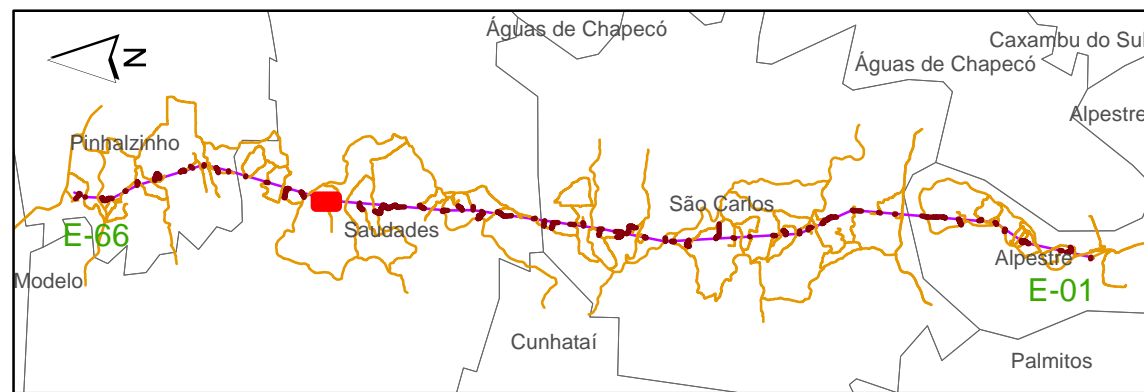 Águas de Chapecó
Caxambu do Sul
N
Águas de Chapecó
Alpestre
Pinhalzinho
São Carlos
Saudades
E-66
Alpestre
Modelo
E-01
Cunhataí
Palmitos